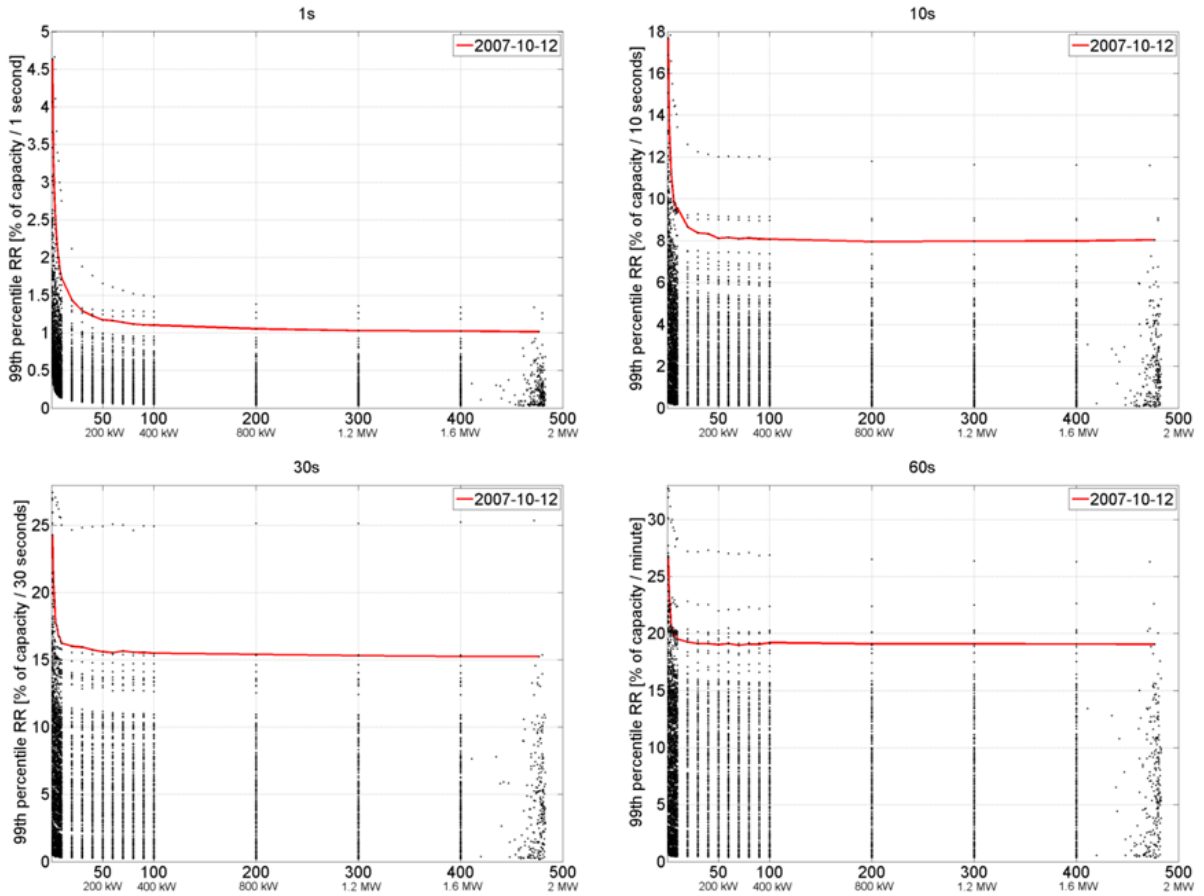 1s
99th percentile RR [% of capacity / 1 second]
5
4.5
4
3.5
3
2.5
2
1.5
1
0.5
0
2007-10-12
50 100 200 300 400 500
200 kW 400 kW 800 kW 1.2 MW 1.6 MW 2 MW
10s
99th percentile RR [% of capacity / 10 seconds]
18
16
14
12
10
8
6
4
2
0
2007-10-12
50 100 200 300 400 500
200 kW 400 kW 800 kW 1.2 MW 1.6 MW 2 MW
30s
99th percentile RR [% of capacity / 30 seconds]
25
20
15
10
5
0
2007-10-12
50 100 200 300 400 500
200 kW 400 kW 800 kW 1.2 MW 1.6 MW 2 MW
60s
99th percentile RR [% of capacity / minute]
30
25
20
15
10
5
0
2007-10-12
50 100 200 300 400 500
200 kW 400 kW 800 kW 1.2 MW 1.6 MW 2 MW